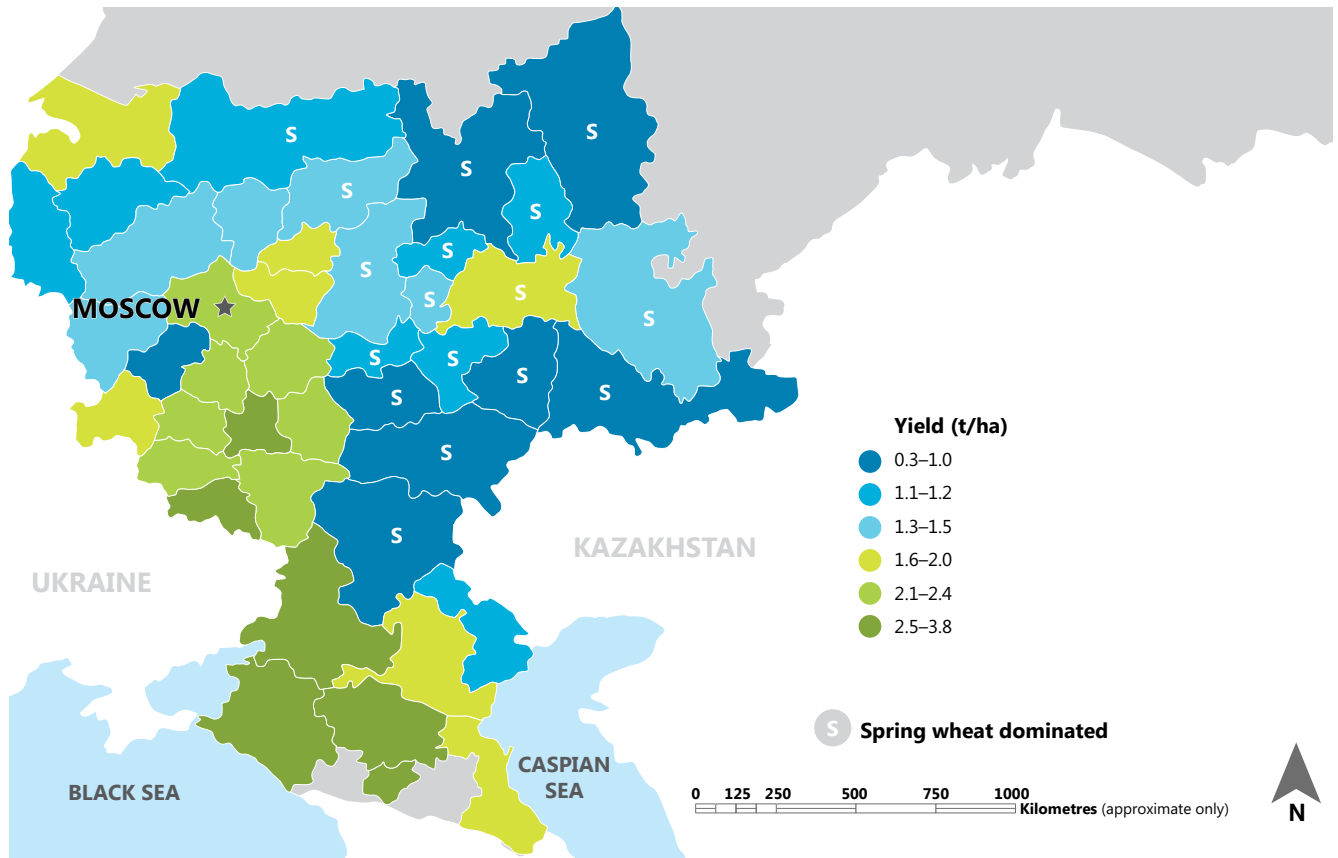 S
S
S
S
S
S
S
S
S
S
MOSCOW
S
S
S
S
S
S
S
S
Yield (t/ha)
0.3–1.0
1.1–1.2
1.3–1.5
1.6–2.0
2.1–2.4
2.5–3.8
KAZAKHSTAN
UKRAINE
S Spring wheat dominated
CASPIAN
SEA
BLACK SEA
0 125 250 500 750 1000
Kilometres (approximate only)
N